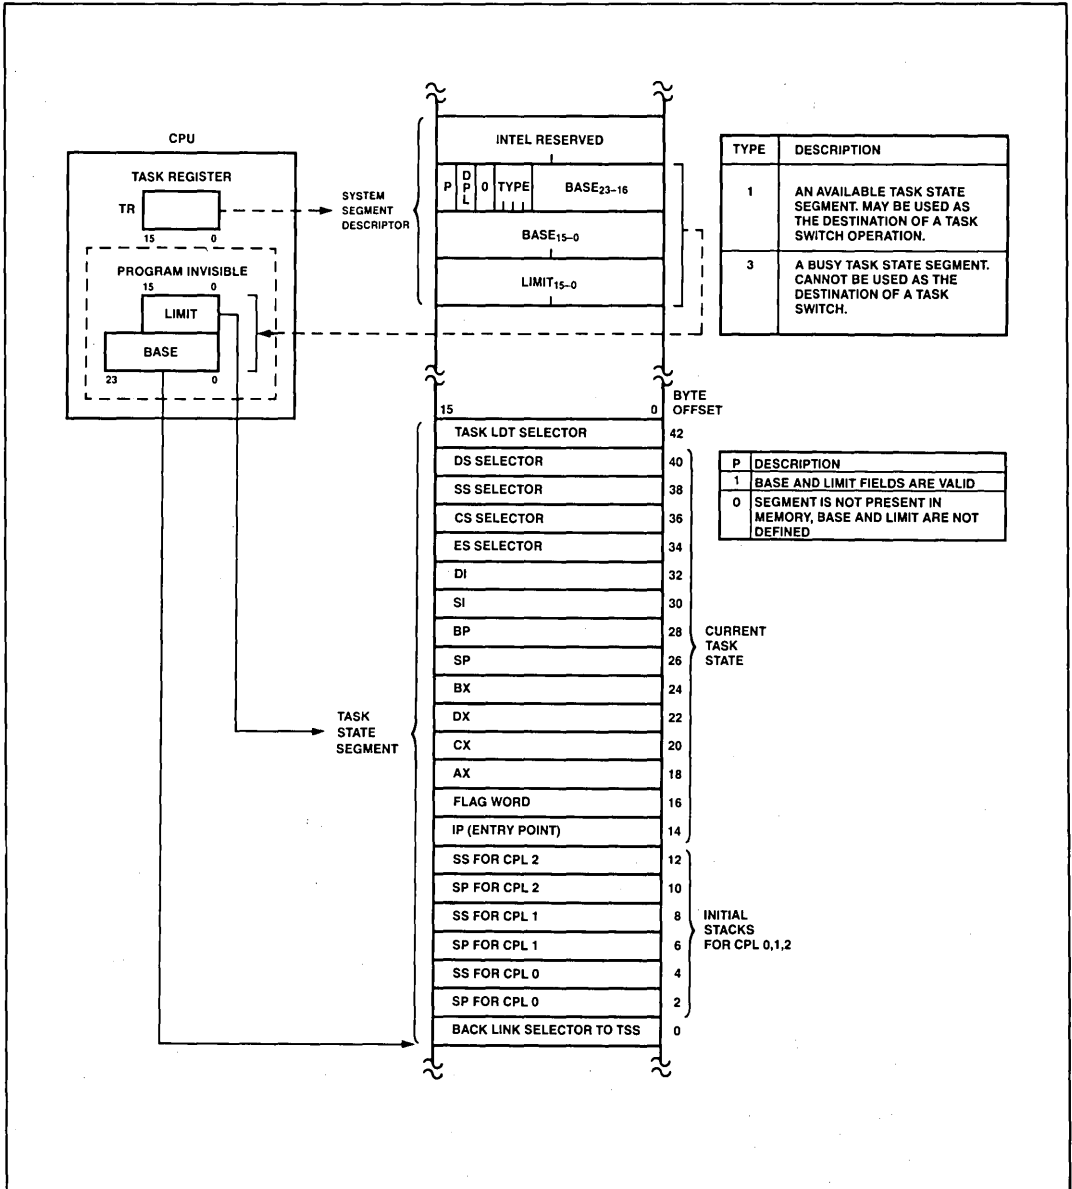 CPU
TASK REGISTER
TR
15 0
PROGRAM INVISIBLE
15 0
LIMIT
BASE
23 0
SYSTEM
SEGMENT
DESCRIPTOR
INTEL RESERVED
P DPL 0 TYPE BASE23-16
BASE15-0
LIMIT15-0
TYPE DESCRIPTION
1 AN AVAILABLE TASK STATE
SEGMENT. MAY BE USED AS
THE DESTINATION OF A TASK
SWITCH OPERATION.
3 A BUSY TASK STATE SEGMENT.
CANNOT BE USED AS THE
DESTINATION OF A TASK
SWITCH.
15 0
BYTE
OFFSET
TASK LDT SELECTOR 42
DS SELECTOR 40
SS SELECTOR 38
CS SELECTOR 36
ES SELECTOR 34
DI 32
SI 30
BP 28
SP 26
BX 24
DX 22
CX 20
AX 18
FLAG WORD 16
IP (ENTRY POINT) 14
SS FOR CPL 2 12
SP FOR CPL 2 10
SS FOR CPL 1 8
SP FOR CPL 1 6
SS FOR CPL 0 4
SP FOR CPL 0 2
BACK LINK SELECTOR TO TSS 0
TASK
STATE
SEGMENT
P DESCRIPTION
1 BASE AND LIMIT FIELDS ARE VALID
0 SEGMENT IS NOT PRESENT IN
MEMORY, BASE AND LIMIT ARE NOT
DEFINED
CURRENT
TASK
STATE
INITIAL
STACKS
FOR CPL 0,1,2